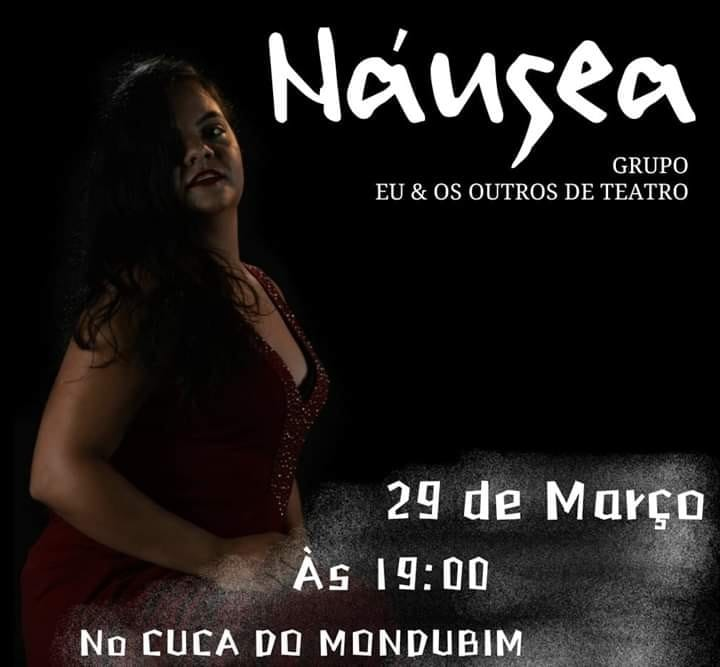 Náusea
GRUPO
EU & OS OUTROS DE TEATRO
29 de Março
Às 19:00
No CUCA DO MONDUBIM